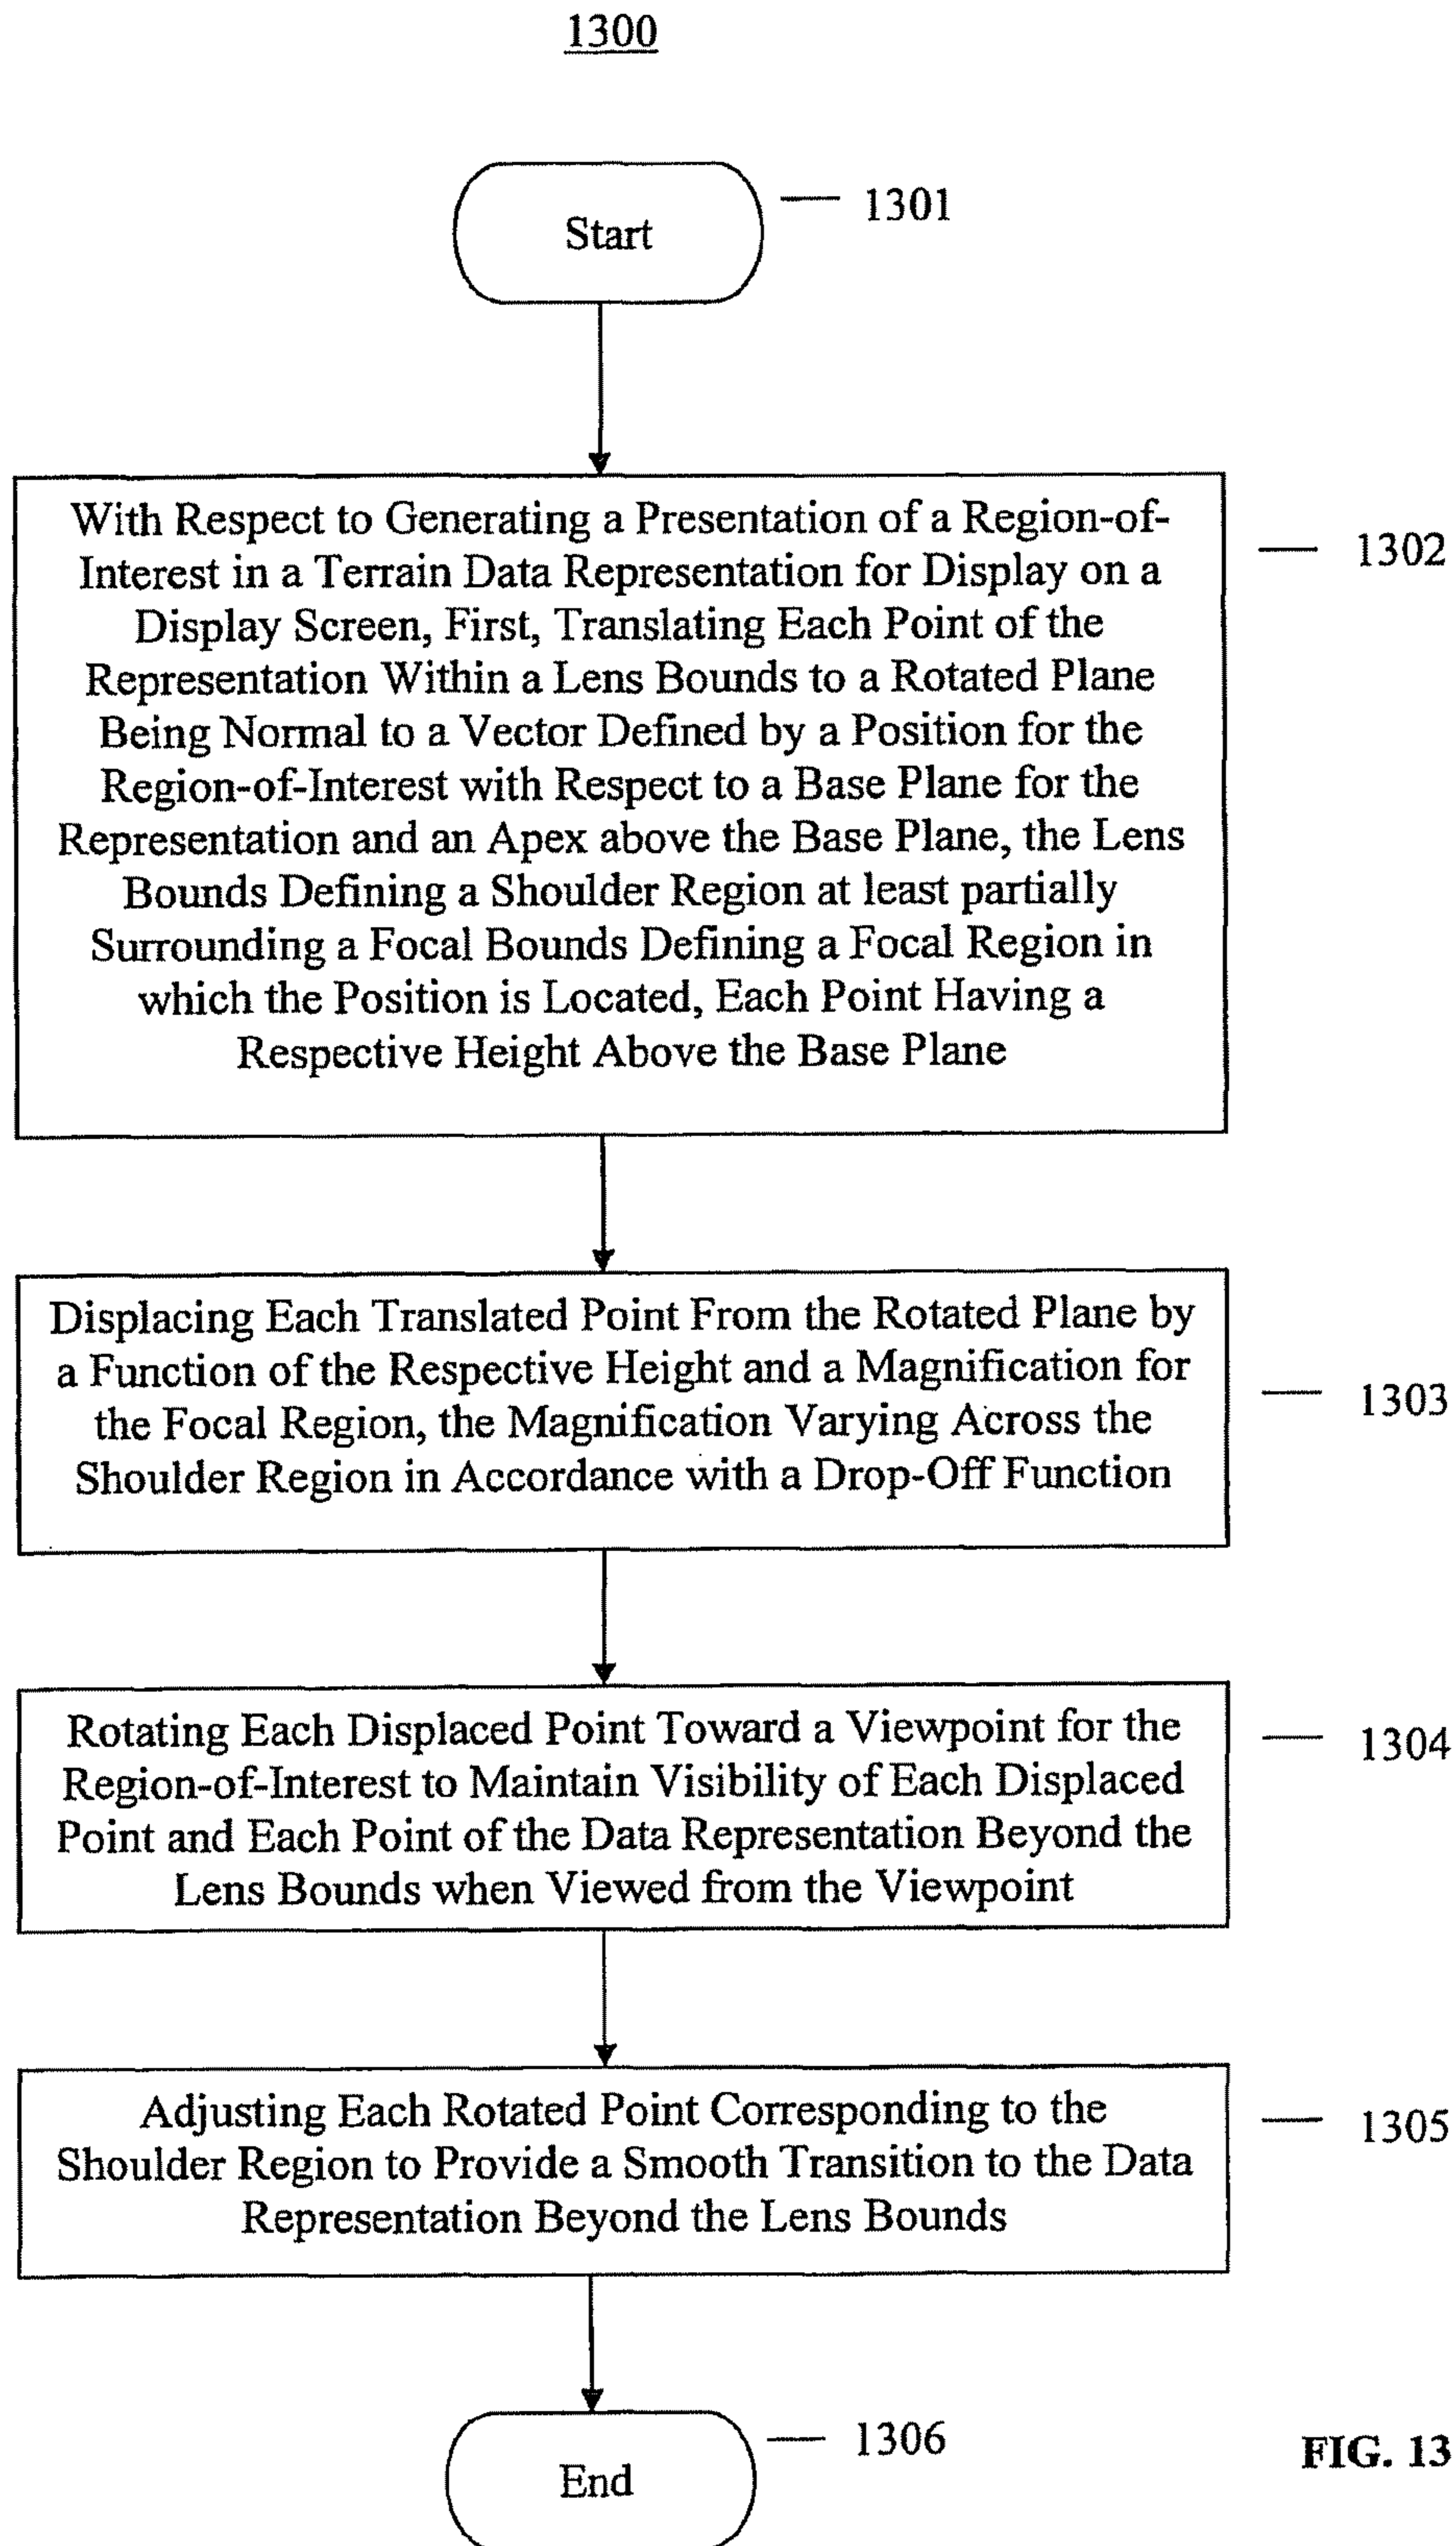 1300
Start
1301
With Respect to Generating a Presentation of a Region-of-
Interest in a Terrain Data Representation for Display on a
Display Screen, First, Translating Each Point of the
Representation Within a Lens Bounds to a Rotated Plane
Being Normal to a Vector Defined by a Position for the
Region-of-Interest with Respect to a Base Plane for the
Representation and an Apex above the Base Plane, the Lens
Bounds Defining a Shoulder Region at least partially
Surrounding a Focal Bounds Defining a Focal Region in
which the Position is Located, Each Point Having a
Respective Height Above the Base Plane
1302
Displacing Each Translated Point From the Rotated Plane by
a Function of the Respective Height and a Magnification for
the Focal Region, the Magnification Varying Across the
Shoulder Region in Accordance with a Drop-Off Function
1303
Rotating Each Displaced Point Toward a Viewpoint for the
Region-of-Interest to Maintain Visibility of Each Displaced
Point and Each Point of the Data Representation Beyond the
Lens Bounds when Viewed from the Viewpoint
1304
Adjusting Each Rotated Point Corresponding to the
Shoulder Region to Provide a Smooth Transition to the Data
Representation Beyond the Lens Bounds
1305
End
1306
FIG. 13